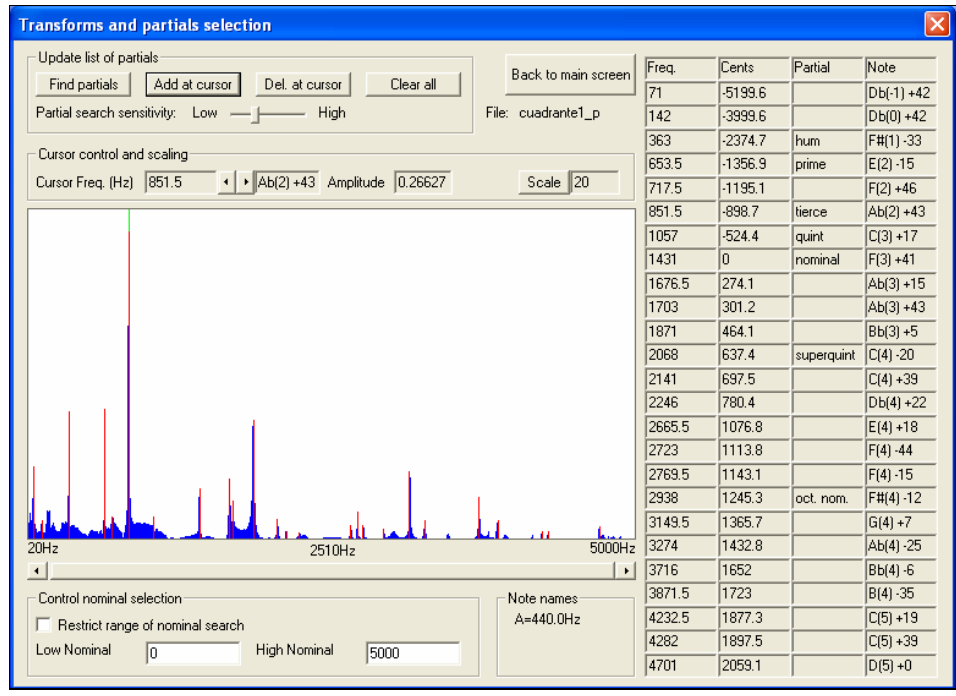 Transforms and partials selection
Update list of partials
Find partials Add at cursor Del. at cursor Clear all
Partial search sensitivity: Low High
Back to main screen
File: cuadrante1_p
Cursor control and scaling
Cursor Freq. (Hz) 851.5 Ab(2) +43 Amplitude 0.26627 Scale 20
20Hz 2510Hz 5000Hz
Control nominal selection
Restrict range of nominal search
Low Nominal 0 High Nominal 5000
Note names
A=440.0Hz
Freq. Cents Partial Note
71 -5199.6 Db(-1) +42
142 -3999.6 Db(0) +42
363 -2374.7 hum F#(1) -33
653.5 -1356.9 prime E(2) -15
717.5 -1195.1 F(2) +46
851.5 -898.7 tierce Ab(2) +43
1057 -524.4 quint C(3) +17
1431 0 nominal F(3) +41
1676.5 274.1 Ab(3) +15
1703 301.2 Ab(3) +43
1871 464.1 Bb(3) +5
2068 637.4 superquint C(4) -20
2141 697.5 C(4) +39
2246 780.4 Db(4) +22
2665.5 1076.8 E(4) +18
2723 1113.8 F(4) -44
2769.5 1143.1 F(4) -15
2938 1245.3 oct. nom. F#(4) -12
3149.5 1365.7 G(4) +7
3274 1432.8 Ab(4) -25
3716 1652 Bb(4) -6
3871.5 1723 B(4) -35
4232.5 1877.3 C(5) +19
4282 1897.5 C(5) +39
4701 2059.1 D(5) +0